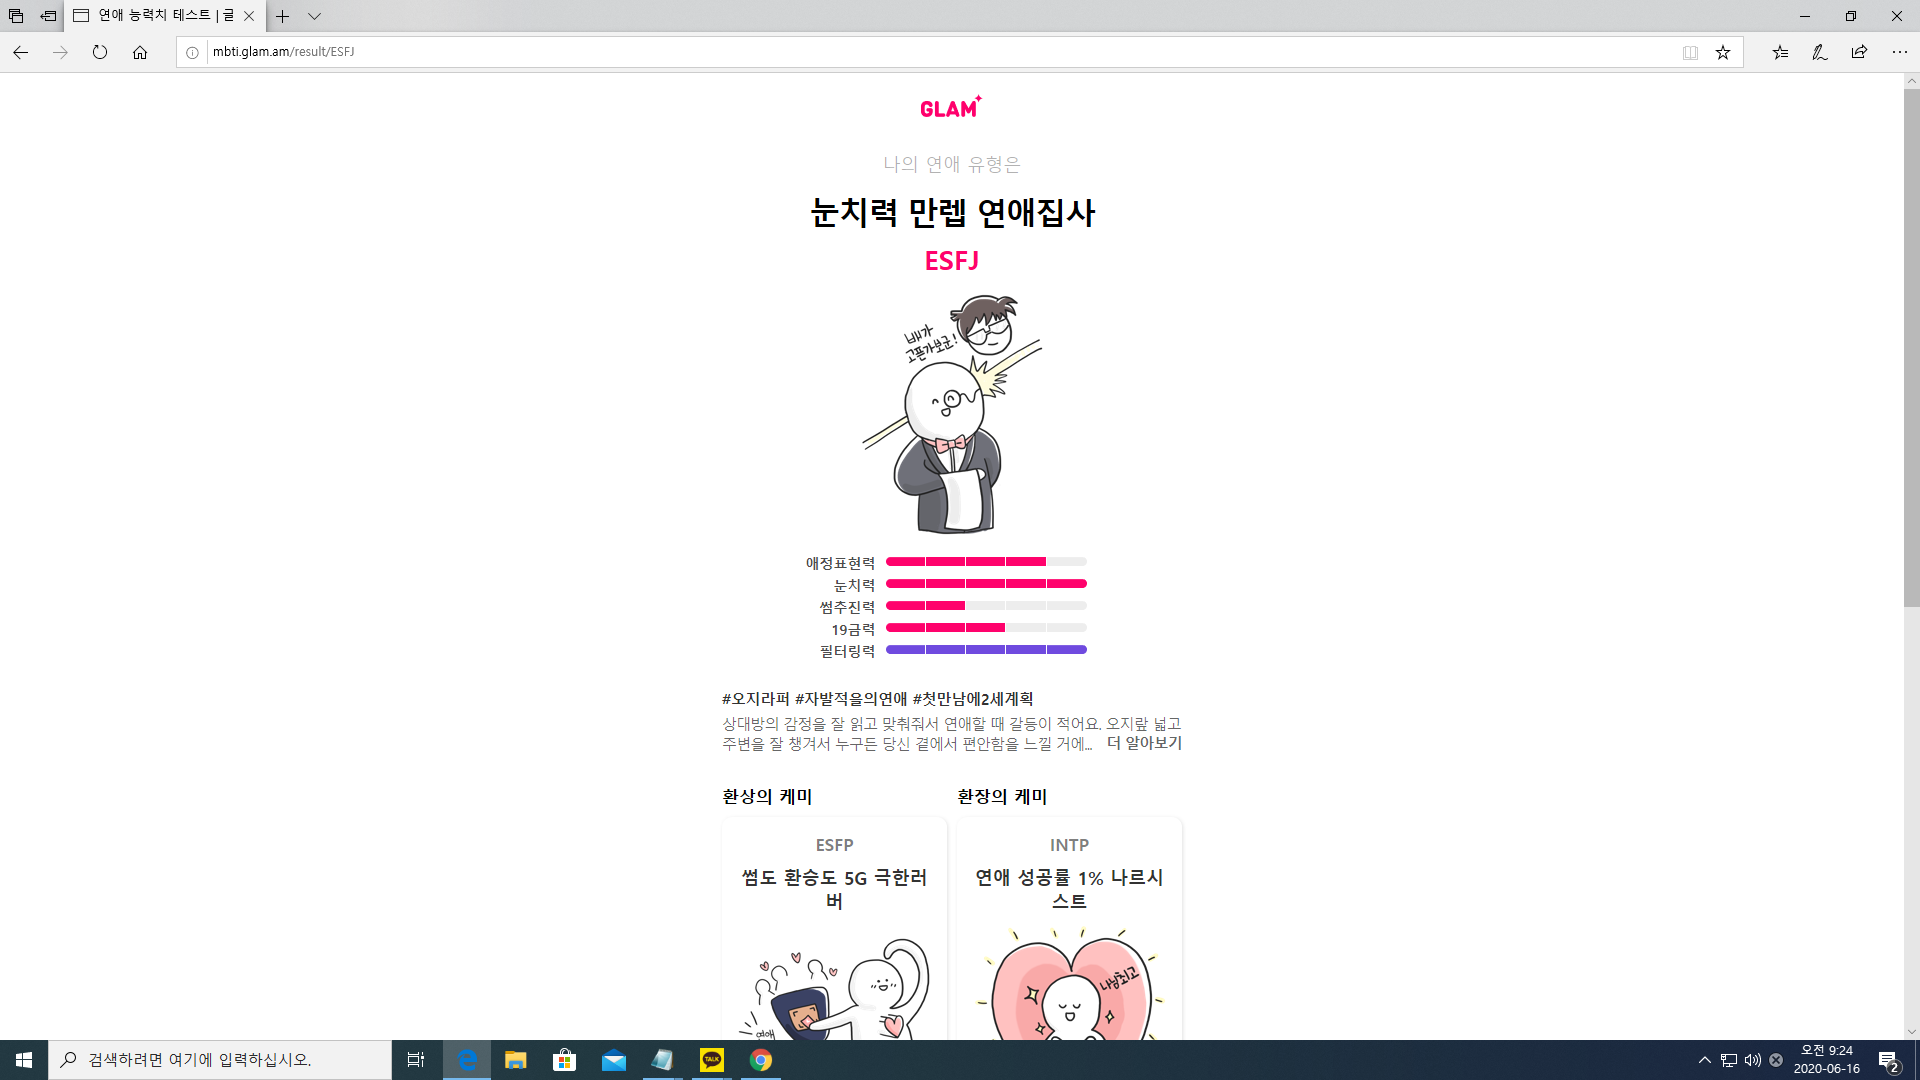 연애 능력치 테스트 | 글
mbti.glam.am/result/ESFJ
GLAM
나의 연애 유형은
눈치력 만렙 연애집사
ESFJ
배가
고픈가보군!
애정표현력
눈치력
썸추진력
19금력
필터링력
#오지라퍼 #자발적을의연애 #첫만남에2세계획
상대방의 감정을 잘 읽고 맞춰줘서 연애할 때 갈등이 적어요. 오지랖 넓고
주변을 잘 챙겨서 누구든 당신 곁에서 편안함을 느낄 거에... 더 알아보기
환상의 케미
환장의 케미
ESFP
썸도 환승도 5G 극한러
버
연애
INTP
연애 성공률 1% 나르시
스트
나님최고
검색하려면 여기에 입력하십시오.
TALK
오전 9:24
2020-06-16
2